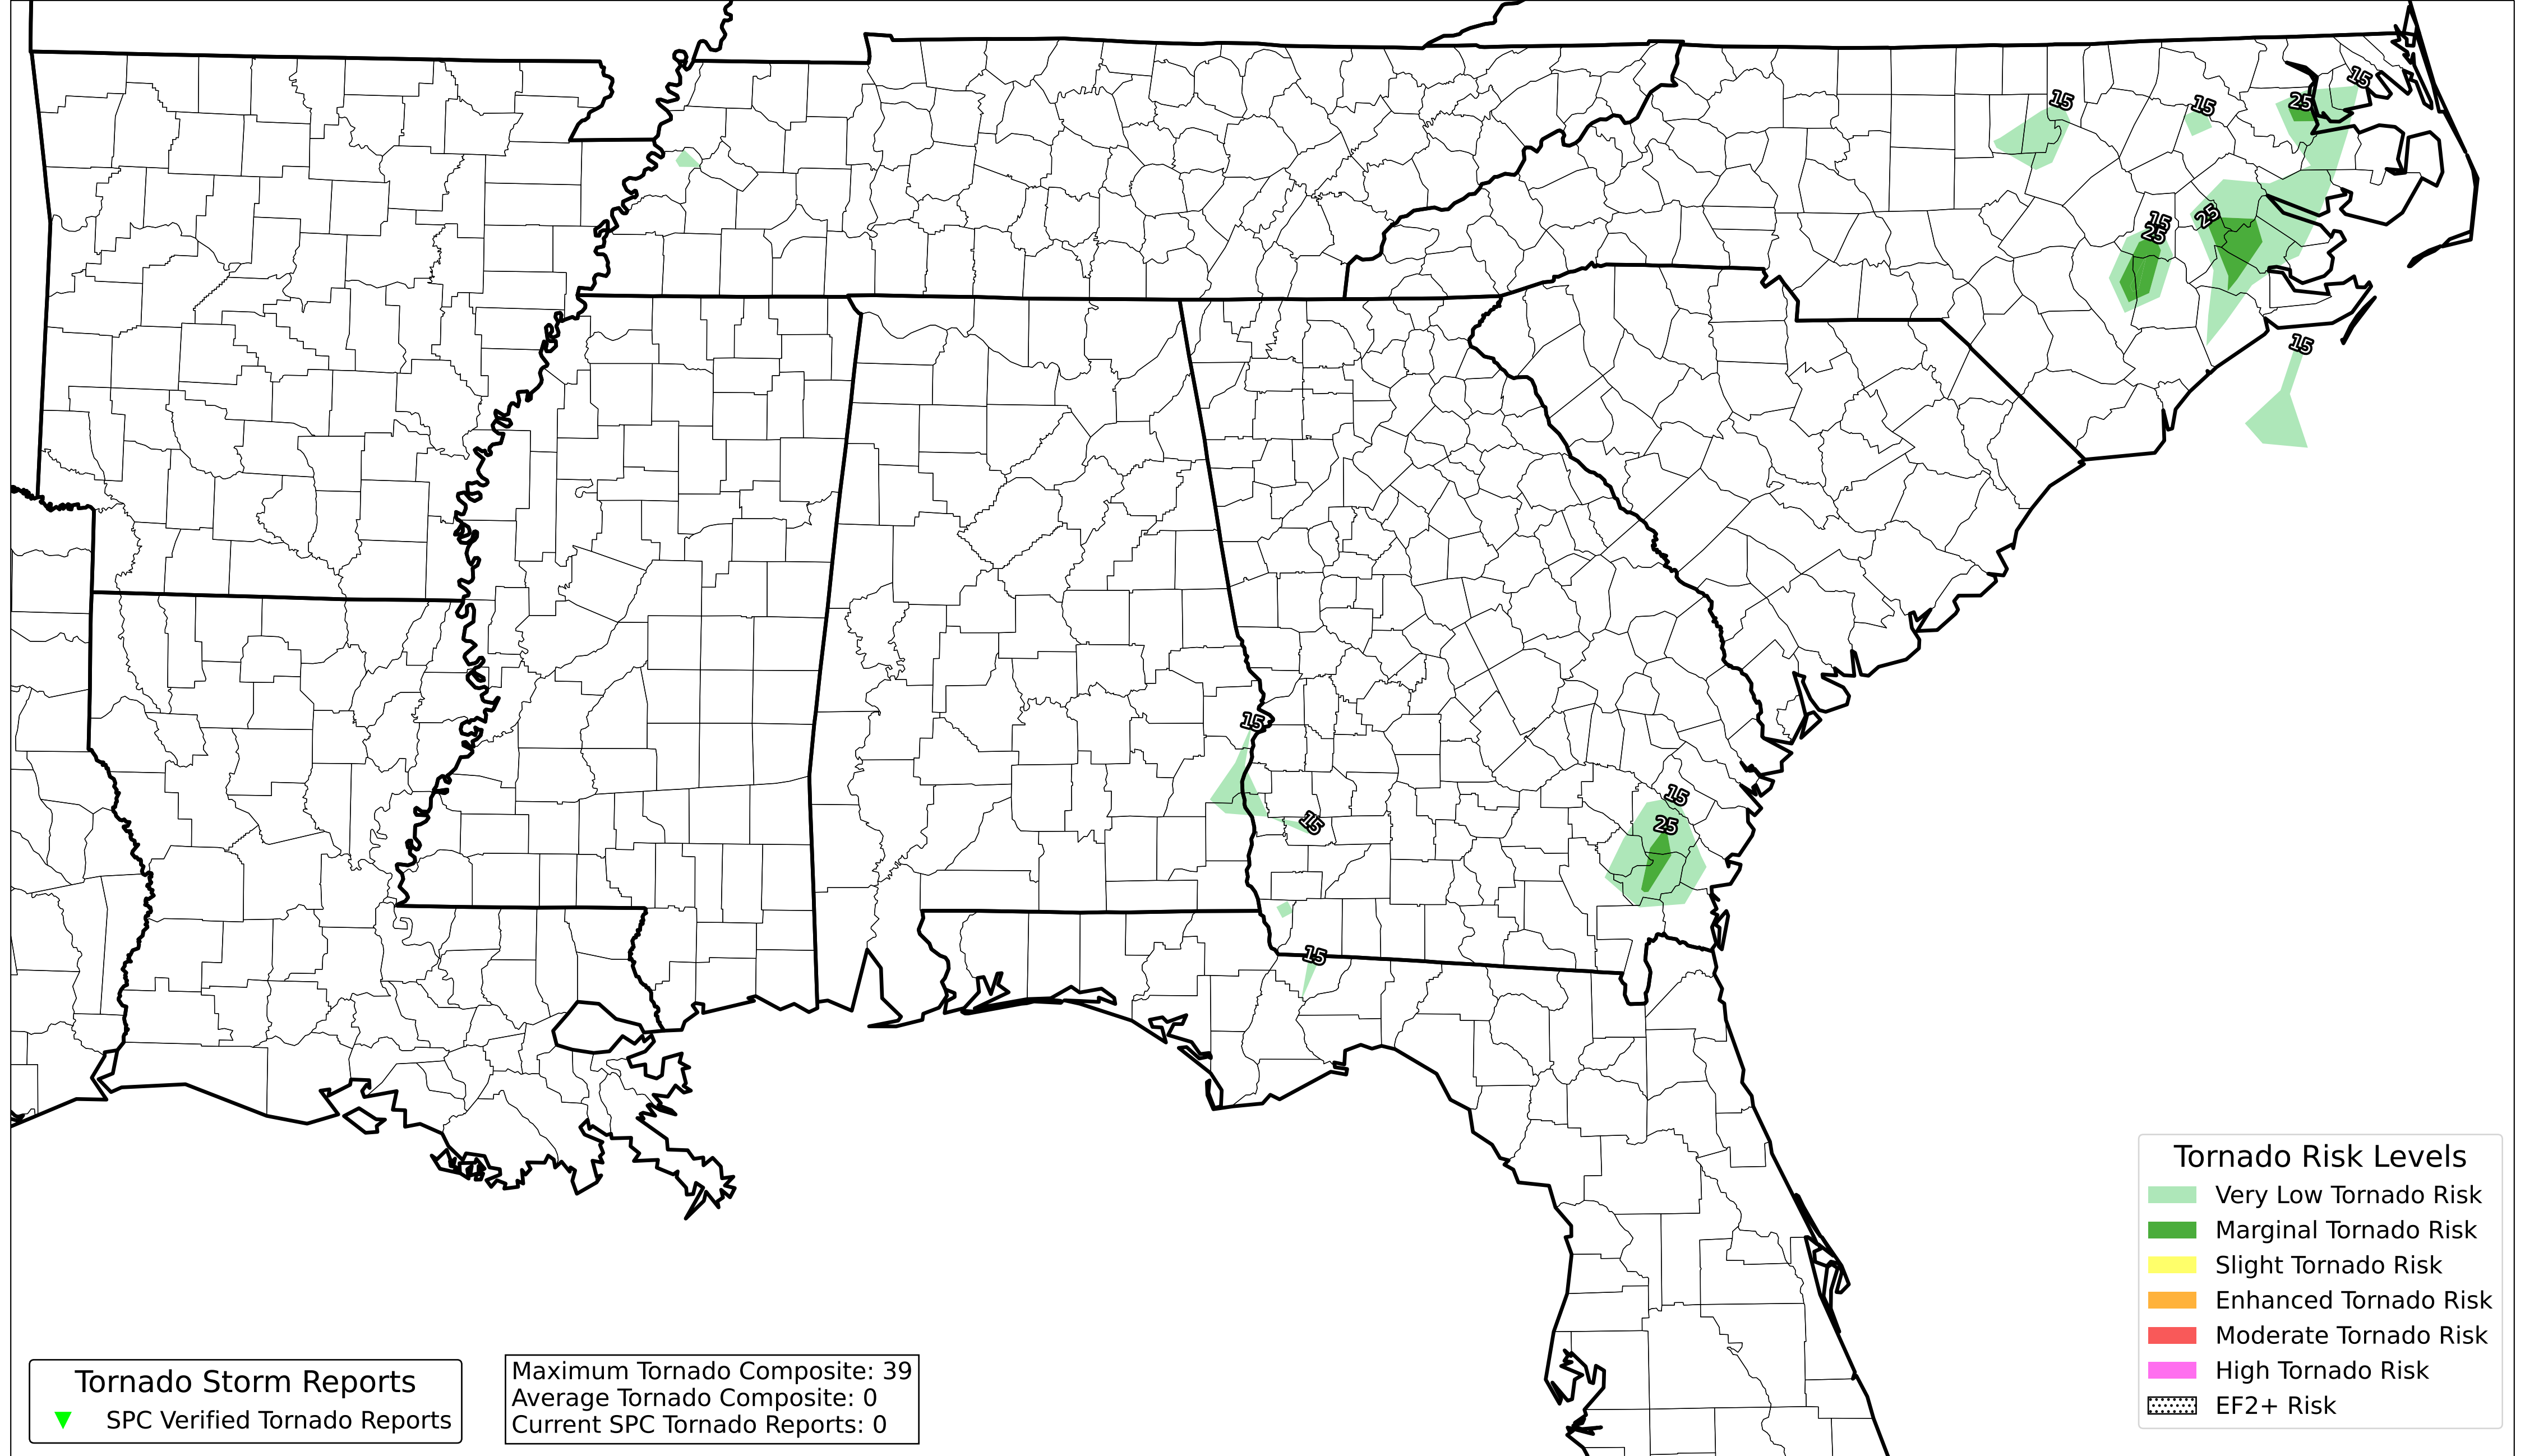 15
15
15
25
15
25
25
15
15
15
15
25
15
Tornado Risk Levels
Very Low Tornado Risk
Marginal Tornado Risk
Slight Tornado Risk
Enhanced Tornado Risk
Moderate Tornado Risk
High Tornado Risk
EF2+ Risk
Tornado Storm Reports
SPC Verified Tornado Reports
Maximum Tornado Composite: 39
Average Tornado Composite: 0
Current SPC Tornado Reports: 0